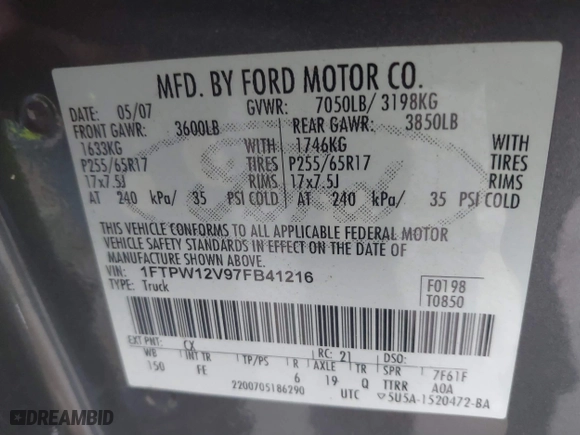 MFD. BY FORD MOTOR CO.
DATE: 05/07 GVWR: 7050LB/ 3198KG
FRONT GAWR: 3600LB REAR GAWR: 3850LB
1633KG WITH 1746KG WITH
P255/65R17 TIRES P255/65R17 TIRES
17x7.5J RIMS 17x7.5J RIMS
AT 240 kPa/ 35 PSI COLD AT 240 kPa/ 35 PSI COLD
Ford
THIS VEHICLE CONFORMS TO ALL APPLICABLE FEDERAL MOTOR
VEHICLE SAFETY STANDARDS IN EFFECT ON THE DATE OF
MANUFACTURE SHOWN ABOVE.
VIN: 1FTPW12V97FB41216 F0198
TYPE: Truck T0850
EXT PNT: CX RC: 21 DSO:
WB INT TR TP/PS R AXLE TR SPR 7F61F
150 FE 6 19 Q TTRR A0A
2200705186290 UTC 5U5A-1520472-BA
DREAMBID